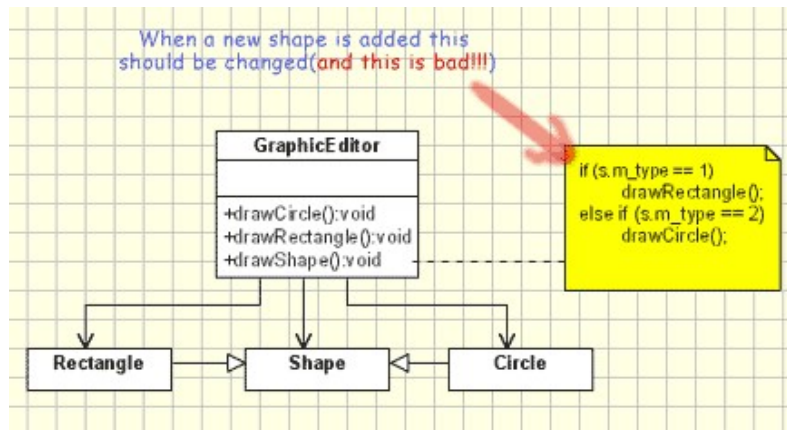 When a new shape is added this
should be changed(and this is bad!!!)
GraphicEditor
+drawCircle():void
+drawRectangle():void
+drawShape():void
if (s.m_type == 1)
drawRectangle();
else if (s.m_type == 2)
drawCircle();
Rectangle
Shape
Circle